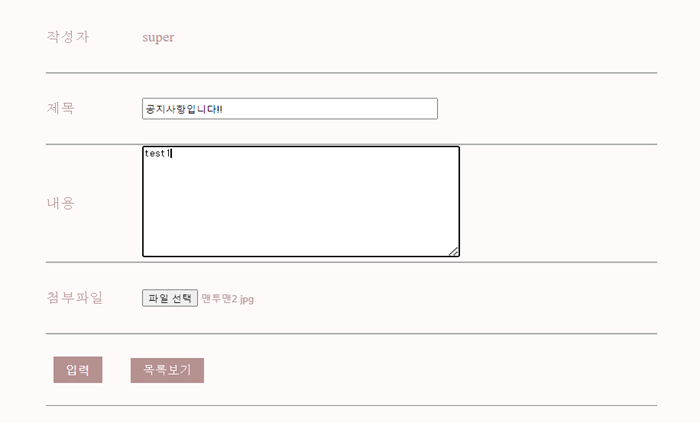 작성자 super
제목 공지사항입니다!!
내용 test1
첨부파일 파일 선택 맨투맨2.jpg
입력 목록보기